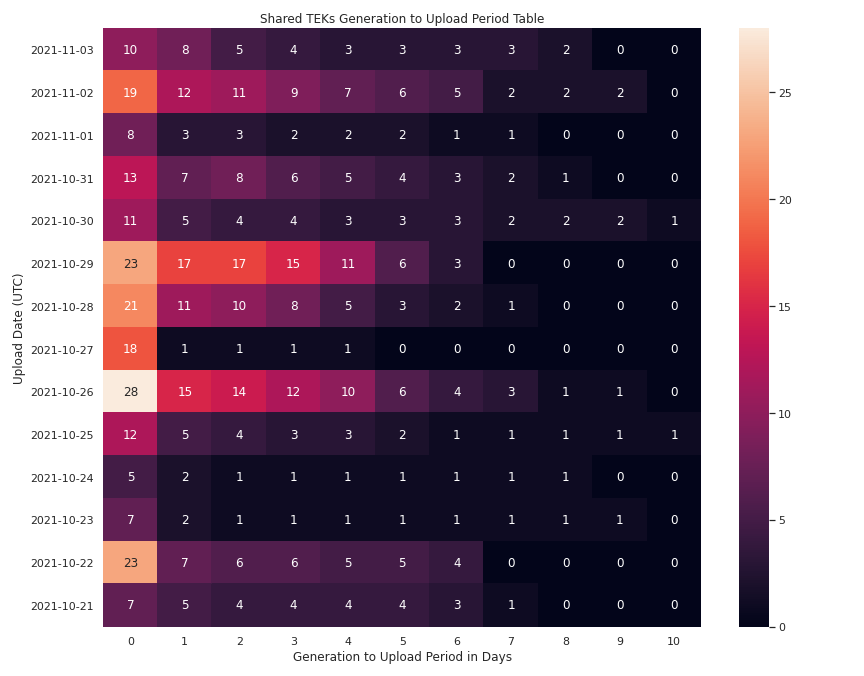 Shared TEKs Generation to Upload Period Table
Upload Date (UTC)
2021-11-03 10 8 5 4 3 3 3 3 2 0 0
2021-11-02 19 12 11 9 7 6 5 2 2 2 0
2021-11-01 8 3 3 2 2 2 1 1 0 0 0
2021-10-31 13 7 8 6 5 4 3 2 1 0 0
2021-10-30 11 5 4 4 3 3 3 2 2 2 1
2021-10-29 23 17 17 15 11 6 3 0 0 0 0
2021-10-28 21 11 10 8 5 3 2 1 0 0 0
2021-10-27 18 1 1 1 1 0 0 0 0 0 0
2021-10-26 28 15 14 12 10 6 4 3 1 1 0
2021-10-25 12 5 4 3 3 2 1 1 1 1 1
2021-10-24 5 2 1 1 1 1 1 1 1 0 0
2021-10-23 7 2 1 1 1 1 1 1 1 1 0
2021-10-22 23 7 6 6 5 5 4 0 0 0 0
2021-10-21 7 5 4 4 4 4 3 1 0 0 0
0 1 2 3 4 5 6 7 8 9 10
Generation to Upload Period in Days
25
20
15
10
5
0